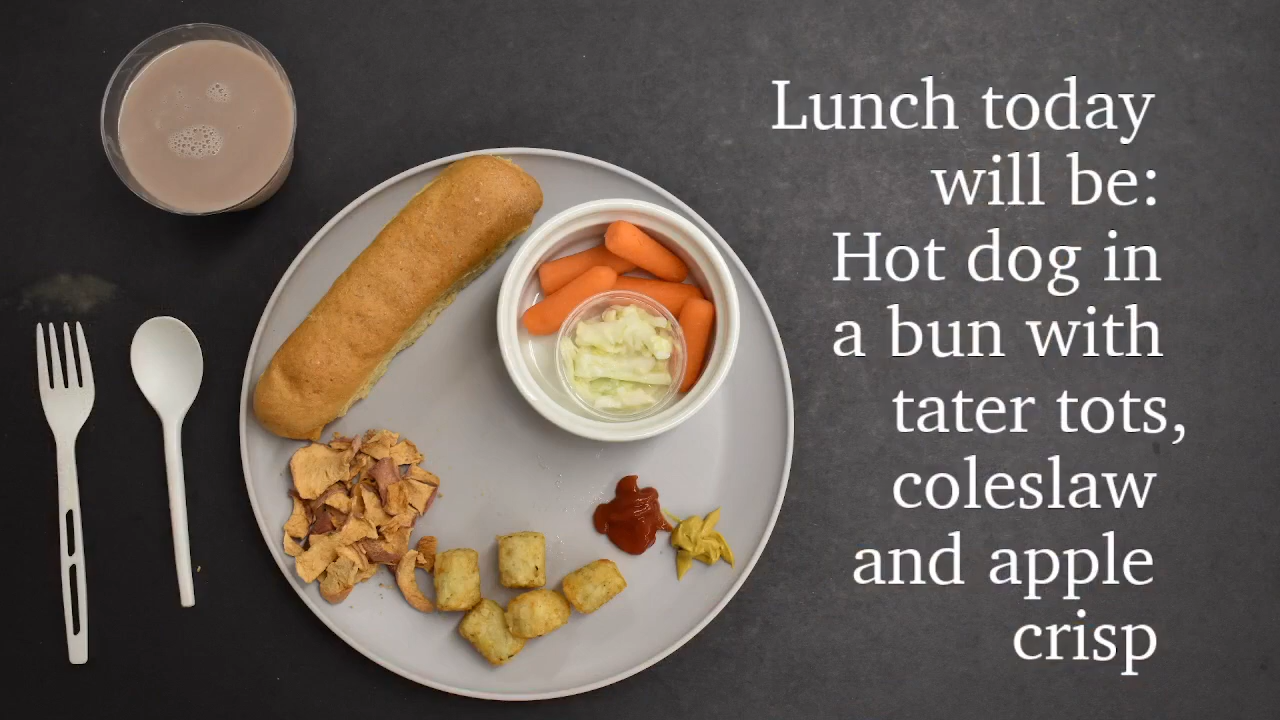 Lunch today
will be:
Hot dog in
a bun with
tater tots,
coleslaw
and apple
crisp